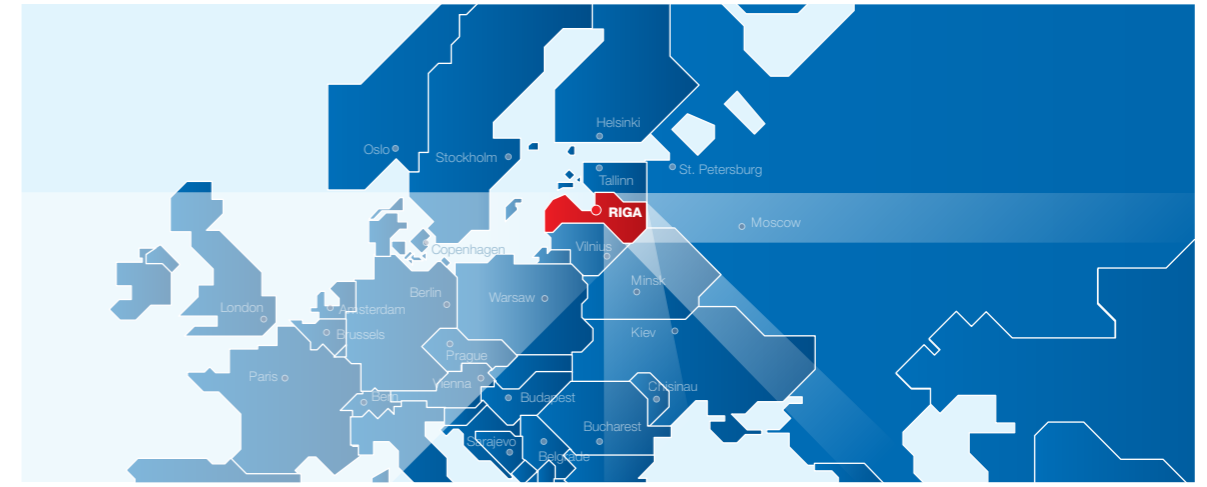 Helsinki
Oslo
Stockholm
St. Petersburg
Tallinn
RIGA
Moscow
Vilnius
Copenhagen
Minsk
Berlin
Warsaw
London
Amsterdam
Brussels
Kiev
Prague
Paris
Vienna
Chisinau
Bern
Budapest
Bucharest
Sarajevo
Belgrade